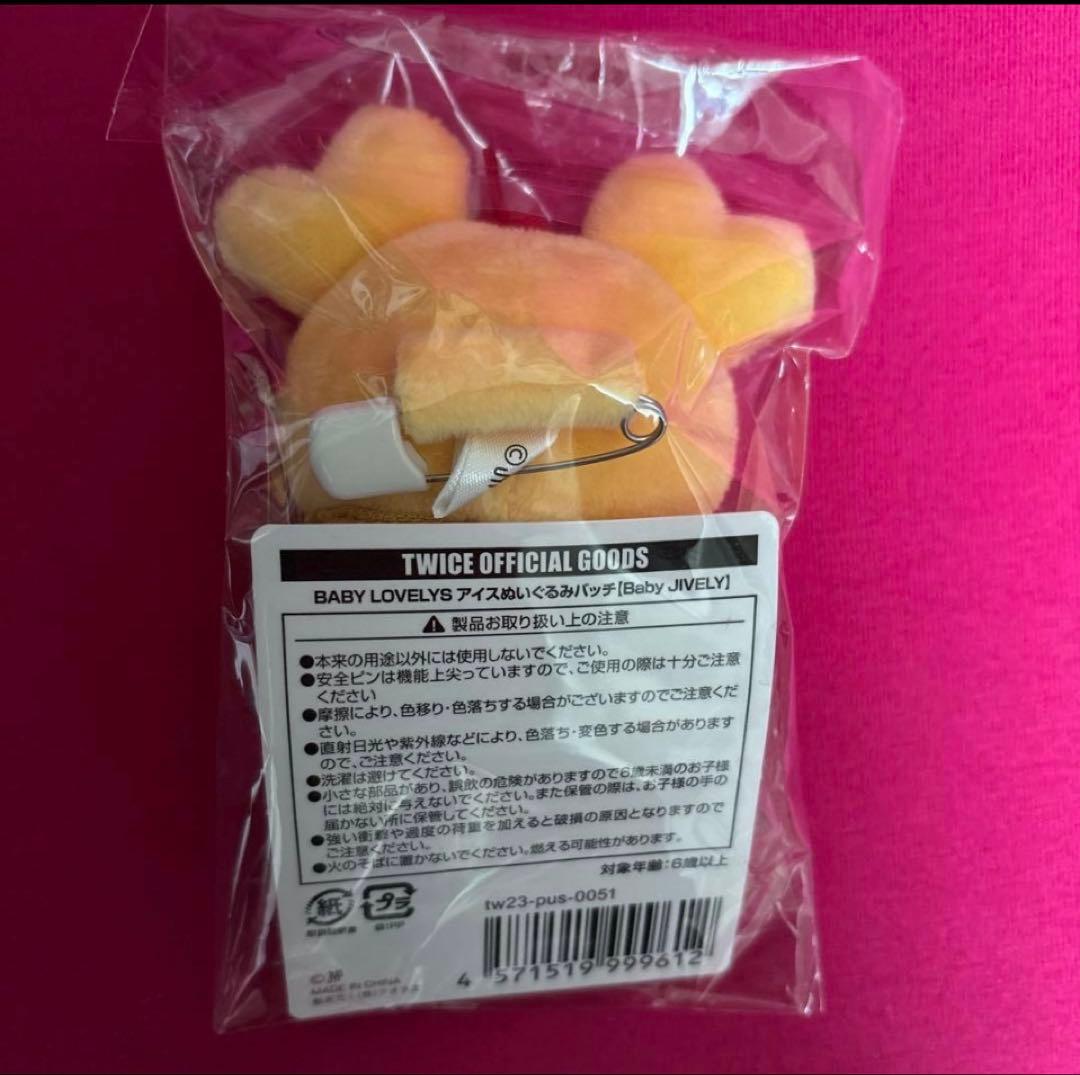 ©
TWICE OFFICIAL GOODS
BABY LOVELYS アイスぬいぐるみバッチ【Baby JIVELY】
製品お取り扱い上の注意
●本来の用途以外には使用しないでください。
●安全ピンは機能上尖っていますので、ご使用の際は十分ご注意
ください
●摩擦により、色移り・色落ちする場合がございますのでご注意くだ
さい。
●直射日光や紫外線などにより、色落ち・変色する場合があります
ので、ご注意ください。
●洗濯は避けてください。
●小さな部品があり、誤飲の危険がありますので6歳未満のお子様
には絶対に与えないでください。また保管の際は、お子様の手の
届かない所に保管してください。
●強い衝撃や過度の荷重を加えると破損の原因となりますので
ご注意ください。
●火のそばに置かないでください。燃える可能性があります。
対象年齢:6歳以上
紙 プラ
tw23-pus-0051
4 571519 999612
MADE IN CHINA